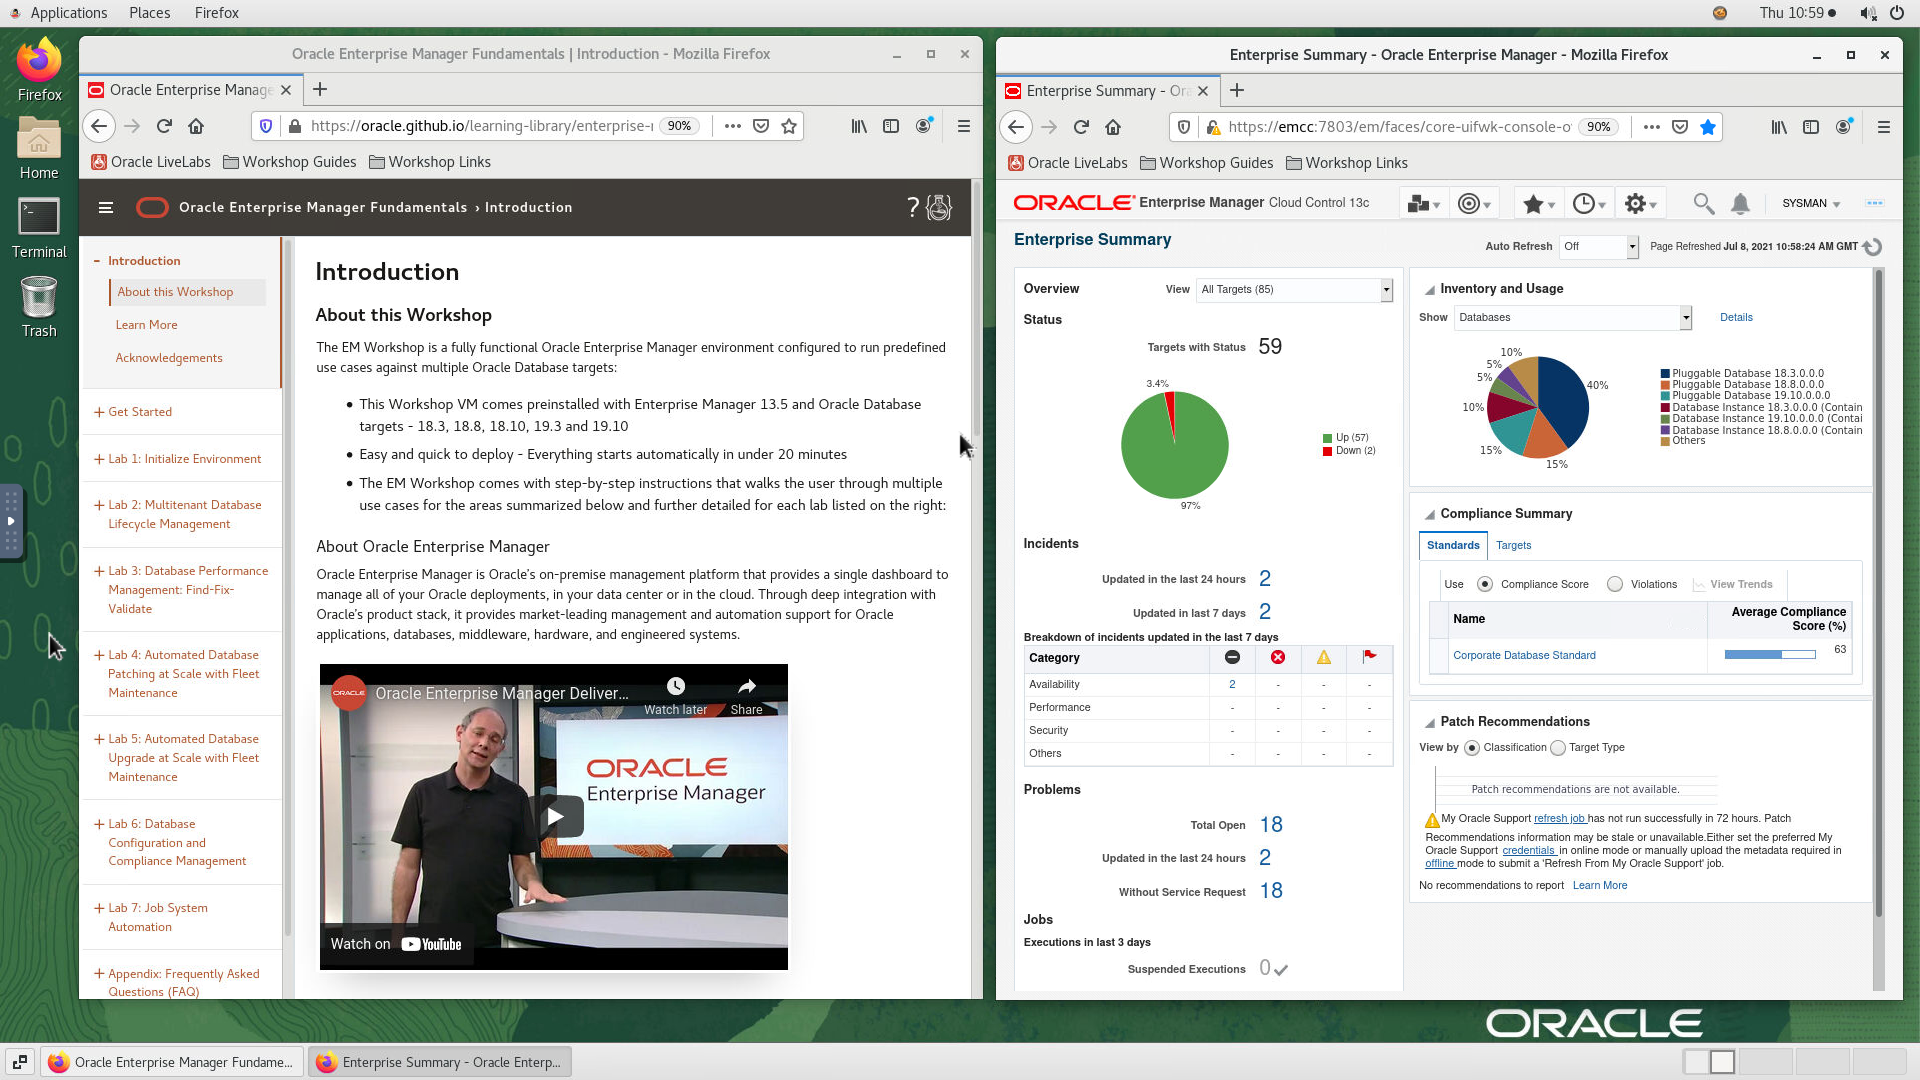 Applications Places Firefox
Thu 10:59
Firefox
Home
Terminal
Trash
Oracle Enterprise Manager Fundamentals | Introduction - Mozilla Firefox
Oracle Enterprise Manage
https://oracle.github.io/learning-library/enterprise-
90%
Oracle LiveLabs Workshop Guides Workshop Links
Oracle Enterprise Manager Fundamentals › Introduction
?
- Introduction
About this Workshop
Learn More
Acknowledgements
+ Get Started
+ Lab 1: Initialize Environment
+ Lab 2: Multitenant Database
Lifecycle Management
+ Lab 3: Database Performance
Management: Find-Fix-
Validate
+ Lab 4: Automated Database
Patching at Scale with Fleet
Maintenance
+ Lab 5: Automated Database
Upgrade at Scale with Fleet
Maintenance
+ Lab 6: Database
Configuration and
Compliance Management
+ Lab 7: Job System
Automation
+ Appendix: Frequently Asked
Questions (FAQ)
Introduction
About this Workshop
The EM Workshop is a fully functional Oracle Enterprise Manager environment configured to run predefined
use cases against multiple Oracle Database targets:
• This Workshop VM comes preinstalled with Enterprise Manager 13.5 and Oracle Database
targets - 18.3, 18.8, 18.10, 19.3 and 19.10
• Easy and quick to deploy - Everything starts automatically in under 20 minutes
• The EM Workshop comes with step-by-step instructions that walks the user through multiple
use cases for the areas summarized below and further detailed for each lab listed on the right:
About Oracle Enterprise Manager
Oracle Enterprise Manager is Oracle's on-premise management platform that provides a single dashboard to
manage all of your Oracle deployments, in your data center or in the cloud. Through deep integration with
Oracle's product stack, it provides market-leading management and automation support for Oracle
applications, databases, middleware, hardware, and engineered systems.
ORACLE
Oracle Enterprise Manager Deliver...
Watch later
Share
ORACLE
Enterprise Manager
Watch on YouTube
Enterprise Summary - Oracle Enterprise Manager - Mozilla Firefox
Enterprise Summary - Ora
https://emcc:7803/em/faces/core-uifwk-console-o
90%
Oracle LiveLabs Workshop Guides Workshop Links
ORACLE® Enterprise Manager Cloud Control 13c
SYSMAN
Enterprise Summary
Auto Refresh Off
Page Refreshed Jul 8, 2021 10:58:24 AM GMT
Overview
View All Targets (85)
Status
Targets with Status 59
3.4%
97%
Up (57)
Down (2)
Incidents
Updated in the last 24 hours 2
Updated in last 7 days 2
Breakdown of incidents updated in the last 7 days
Category
Availability 2 - - -
Performance - - - -
Security - - - -
Others - - - -
Problems
Total Open 18
Updated in the last 24 hours 2
Without Service Request 18
Jobs
Executions in last 3 days
Suspended Executions 0
Inventory and Usage
Show Databases Details
10%
5%
5%
10%
15%
15%
40%
Pluggable Database 18.3.0.0.0
Pluggable Database 18.8.0.0.0
Pluggable Database 19.10.0.0.0
Database Instance 18.3.0.0.0 (Contain
Database Instance 19.10.0.0.0 (Contai
Database Instance 18.8.0.0.0 (Contain
Others
Compliance Summary
Standards Targets
Use Compliance Score Violations View Trends
Name
Average Compliance
Score (%)
Corporate Database Standard 63
Patch Recommendations
View by Classification Target Type
Patch recommendations are not available.
My Oracle Support refresh job has not run successfully in 72 hours. Patch
Recommendations information may be stale or unavailable.Either set the preferred My
Oracle Support credentials in online mode or manually upload the metadata required in
offline mode to submit a 'Refresh From My Oracle Support' job.
No recommendations to report Learn More
ORACLE
Oracle Enterprise Manager Fundame...
Enterprise Summary - Oracle Enterp...